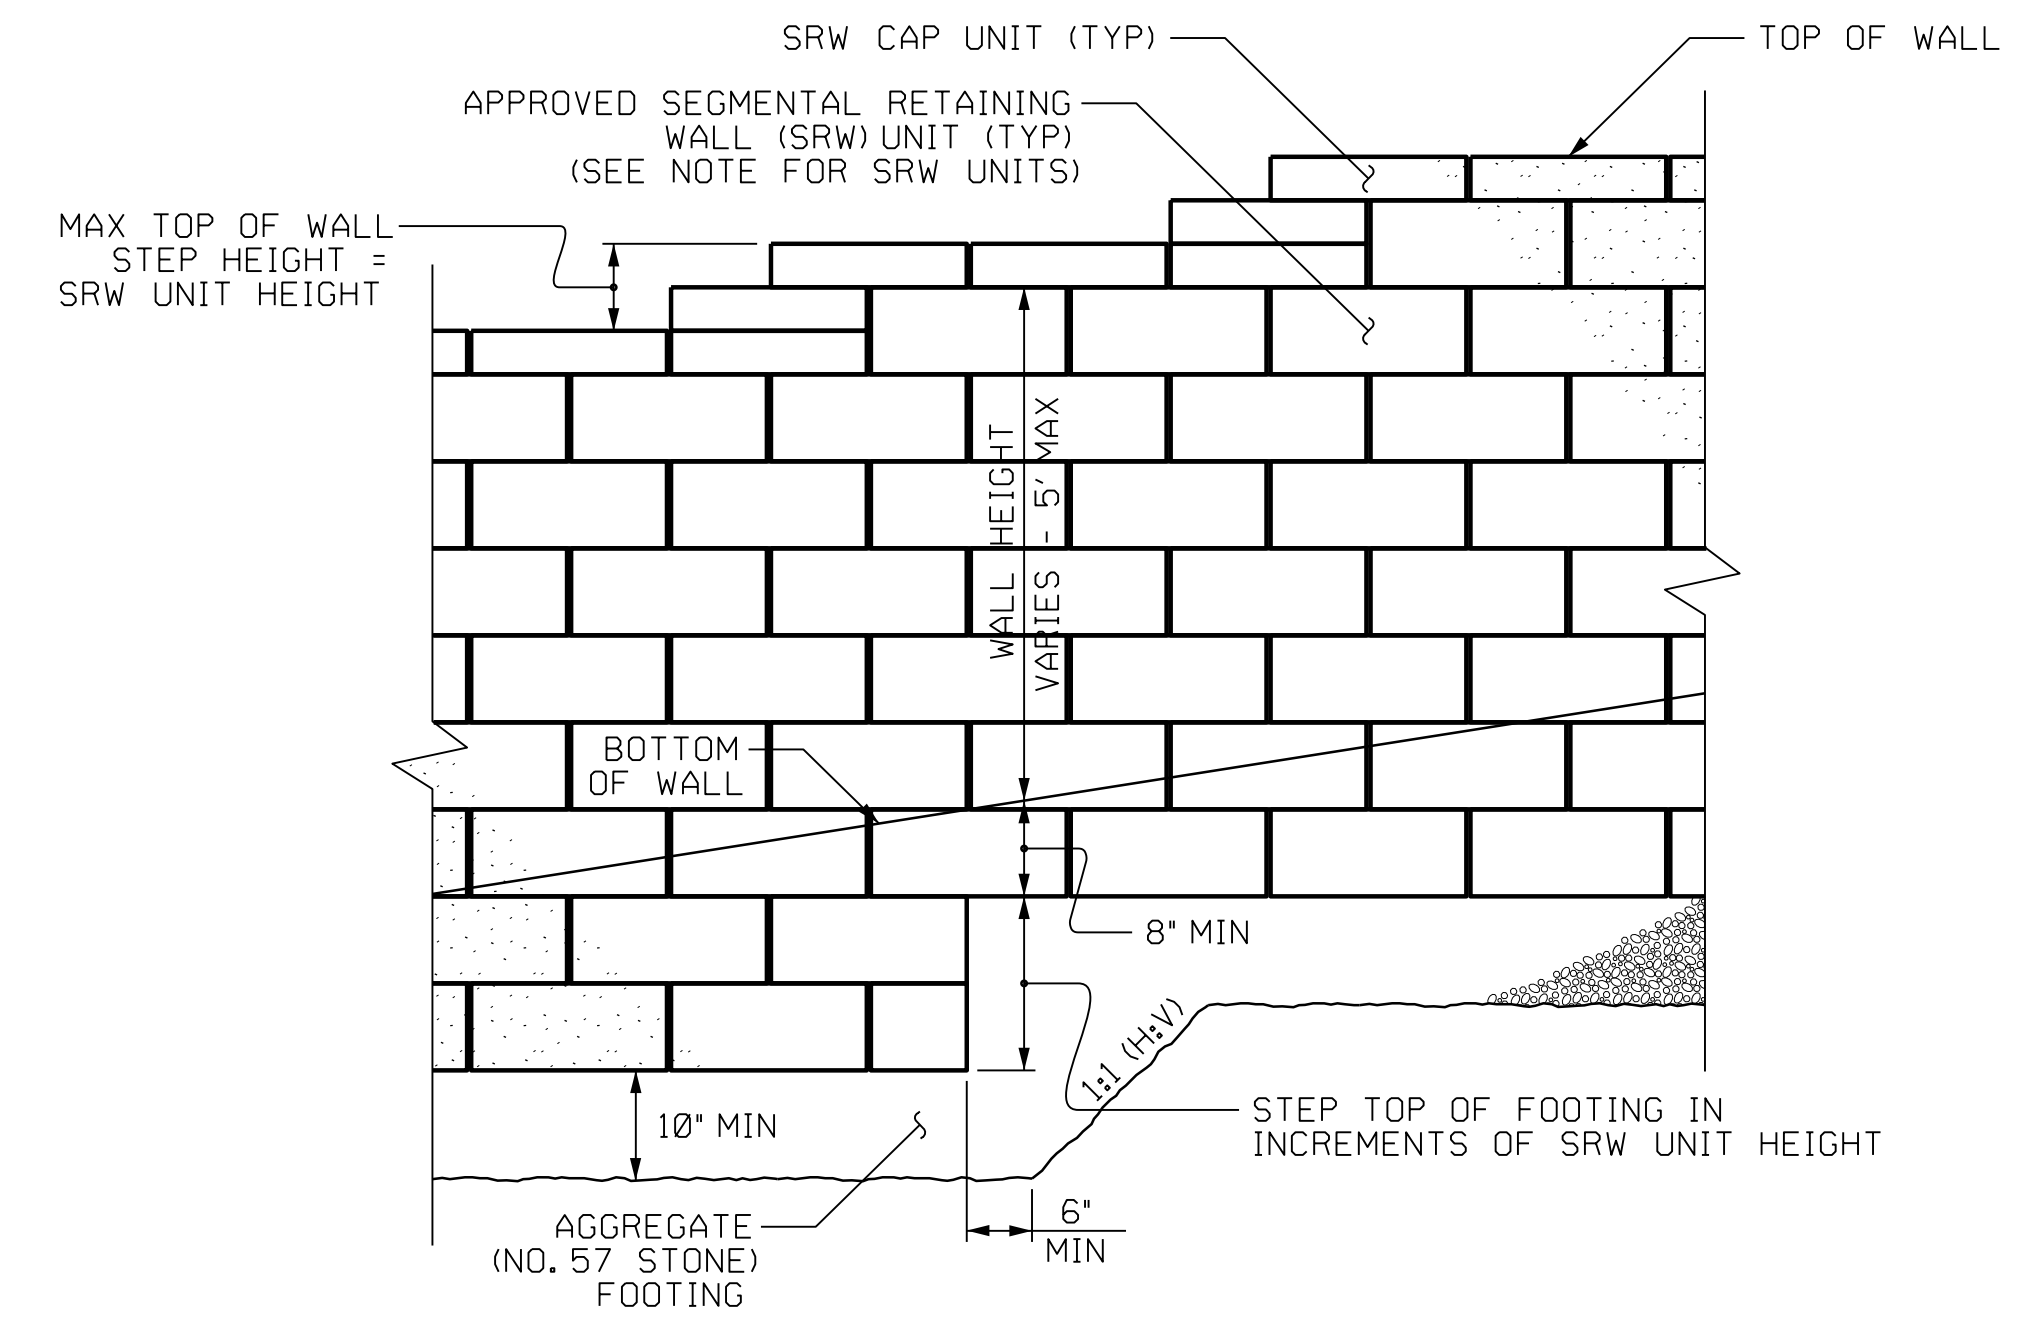 SRW CAP UNIT (TYP)
TOP OF WALL
APPROVED SEGMENTAL RETAINING
WALL (SRW) UNIT (TYP)
(SEE NOTE FOR SRW UNITS)
MAX TOP OF WALL
STEP HEIGHT =
SRW UNIT HEIGHT
WALL HEIGHT
VARIES - 5' MAX
BOTTOM
OF WALL
8" MIN
1:1 (H:V)
STEP TOP OF FOOTING IN
INCREMENTS OF SRW UNIT HEIGHT
10" MIN
6"
MIN
AGGREGATE
(NO. 57 STONE)
FOOTING